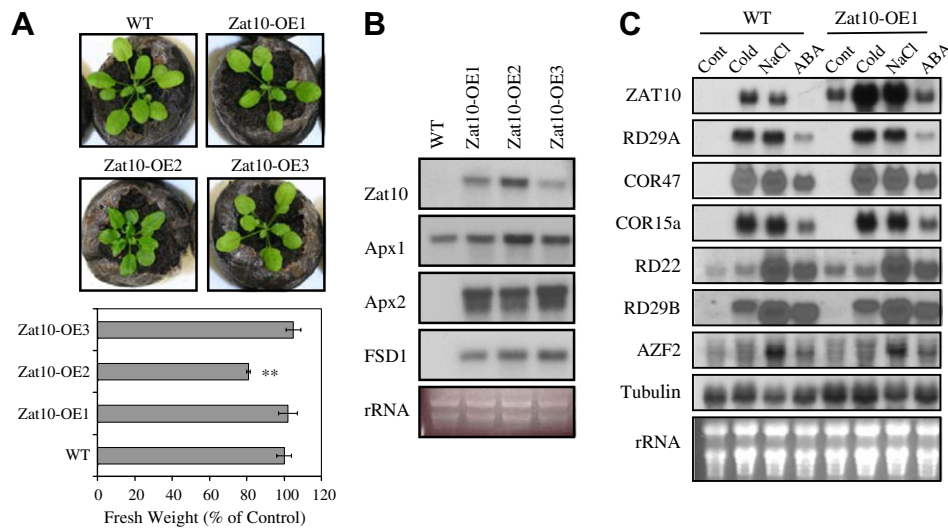 A
WT
Zat10-OE1
Zat10-OE2
Zat10-OE3
Zat10-OE3
Zat10-OE2
**
Zat10-OE1
WT
0 20 40 60 80 100 120
Fresh Weight (% of Control)
B
WT
Zat10-OE1
Zat10-OE2
Zat10-OE3
Zat10
Apx1
Apx2
FSD1
rRNA
C
WT Zat10-OE1
Cont Cold NaCl ABA Cont Cold NaCl ABA
ZAT10
RD29A
COR47
COR15a
RD22
RD29B
AZF2
Tubulin
rRNA